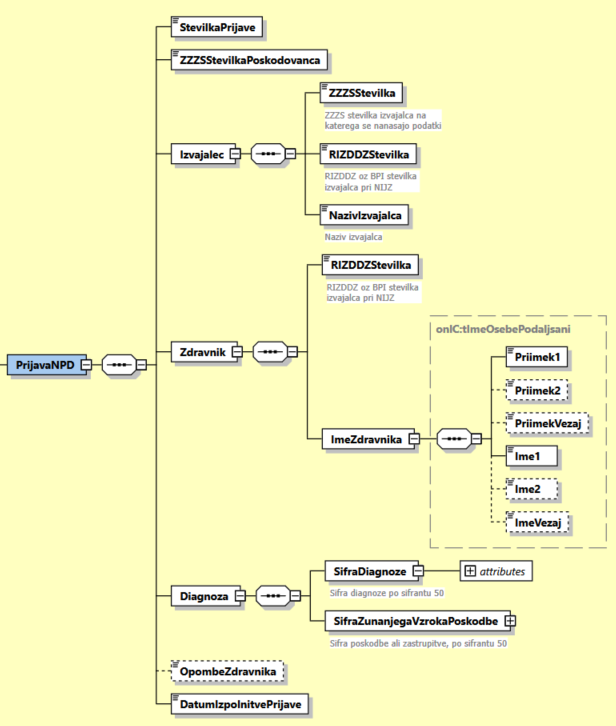 StevilkaPrijave
ZZZSStevilkaPoskodovanca
ZZZSStevilka
ZZZS stevilka izvajalca na
katerega se nanasajo podatki
Izvajalec
RIZDDZStevilka
RIZDDZ oz BPI stevilka
izvajalca pri NIJZ
NazivIzvajalca
Naziv izvajalca
RIZDDZStevilka
RIZDDZ oz BPI stevilka
izvajalca pri NIJZ
Zdravnik
onlC:tImeOsebePodaljsani
PrijavaNPD
Priimek1
Priimek2
PriimekVezaj
ImeZdravnika
Ime1
Ime2
ImeVezaj
SifraDiagnoze
attributes
Sifra diagnoze po sifrantu 50
Diagnoza
SifraZunanjegaVzrokaPoskodbe
Sifra poskodbe ali zastrupitve, po sifrantu 50
OpombeZdravnika
DatumIzpolnitvePrijave